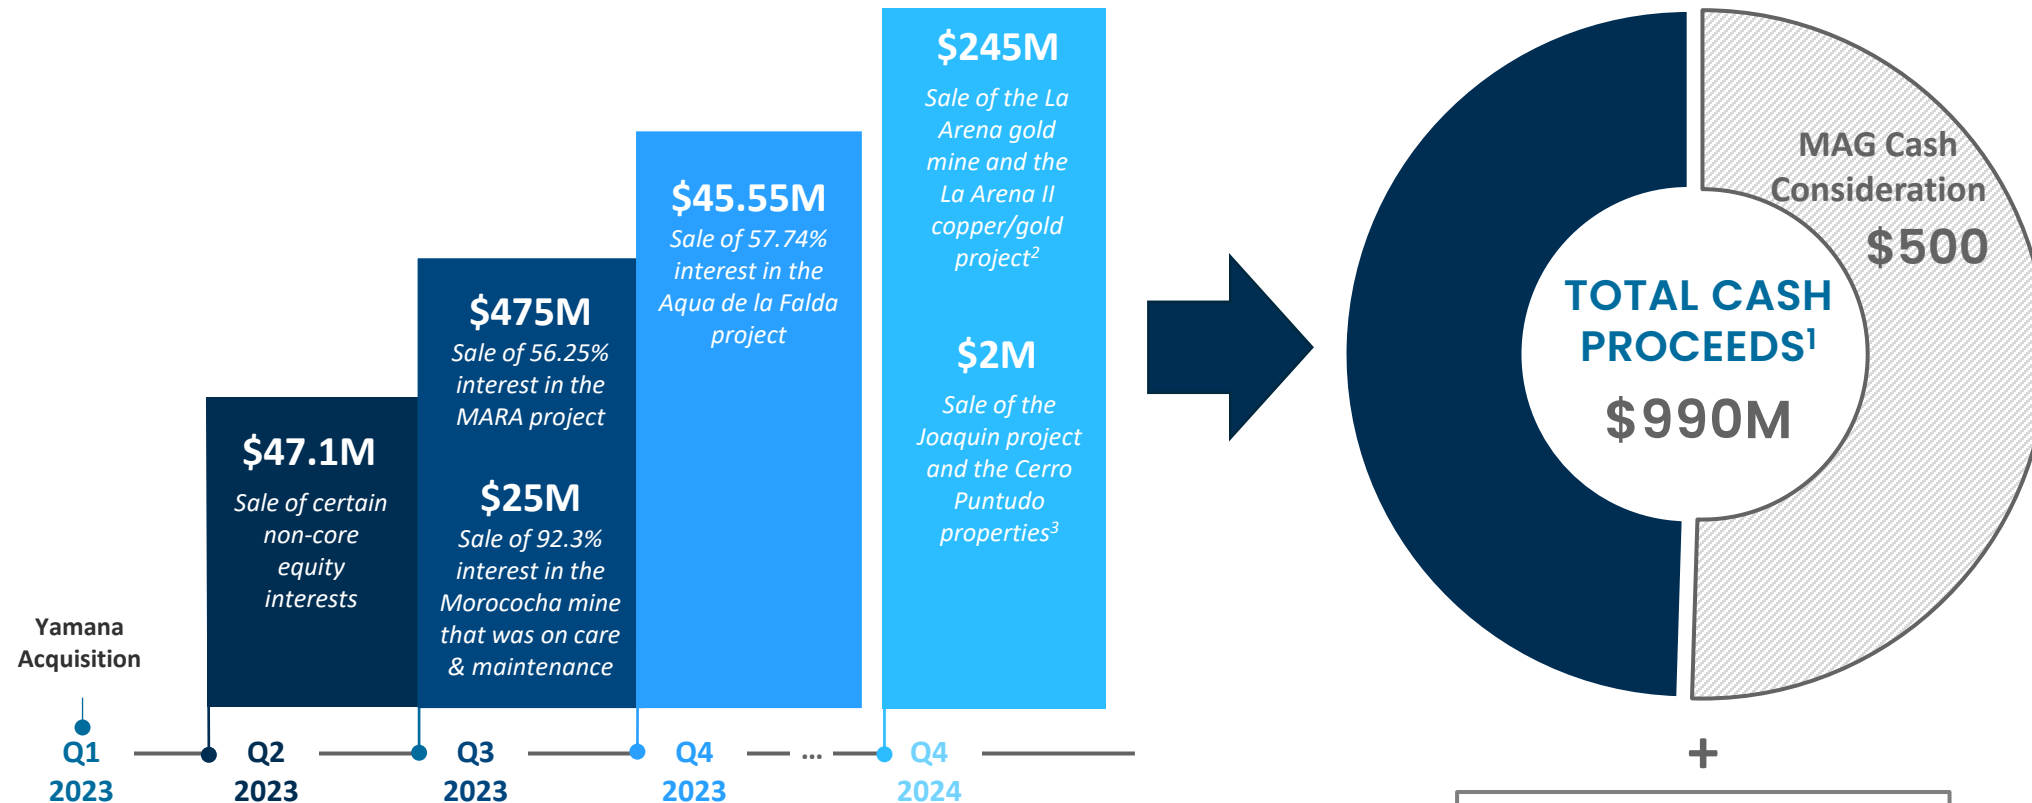 Yamana
Acquisition
Q1
2023
$47.1M
Sale of certain
non-core
equity
interests
Q2
2023
$475M
Sale of 56.25%
interest in the
MARA project
$25M
Sale of 92.3%
interest in the
Morococha mine
that was on care
& maintenance
Q3
2023
$45.55M
Sale of 57.74%
interest in the
Aqua de la Falda
project
Q4
2023
...
$245M
Sale of the La
Arena gold
mine and the
La Arena II
copper/gold
project²
$2M
Sale of the
Joaquin project
and the Cerro
Puntudo
properties³
Q4
2024
MAG Cash
Consideration
$500
TOTAL CASH
PROCEEDS¹
$990M
+